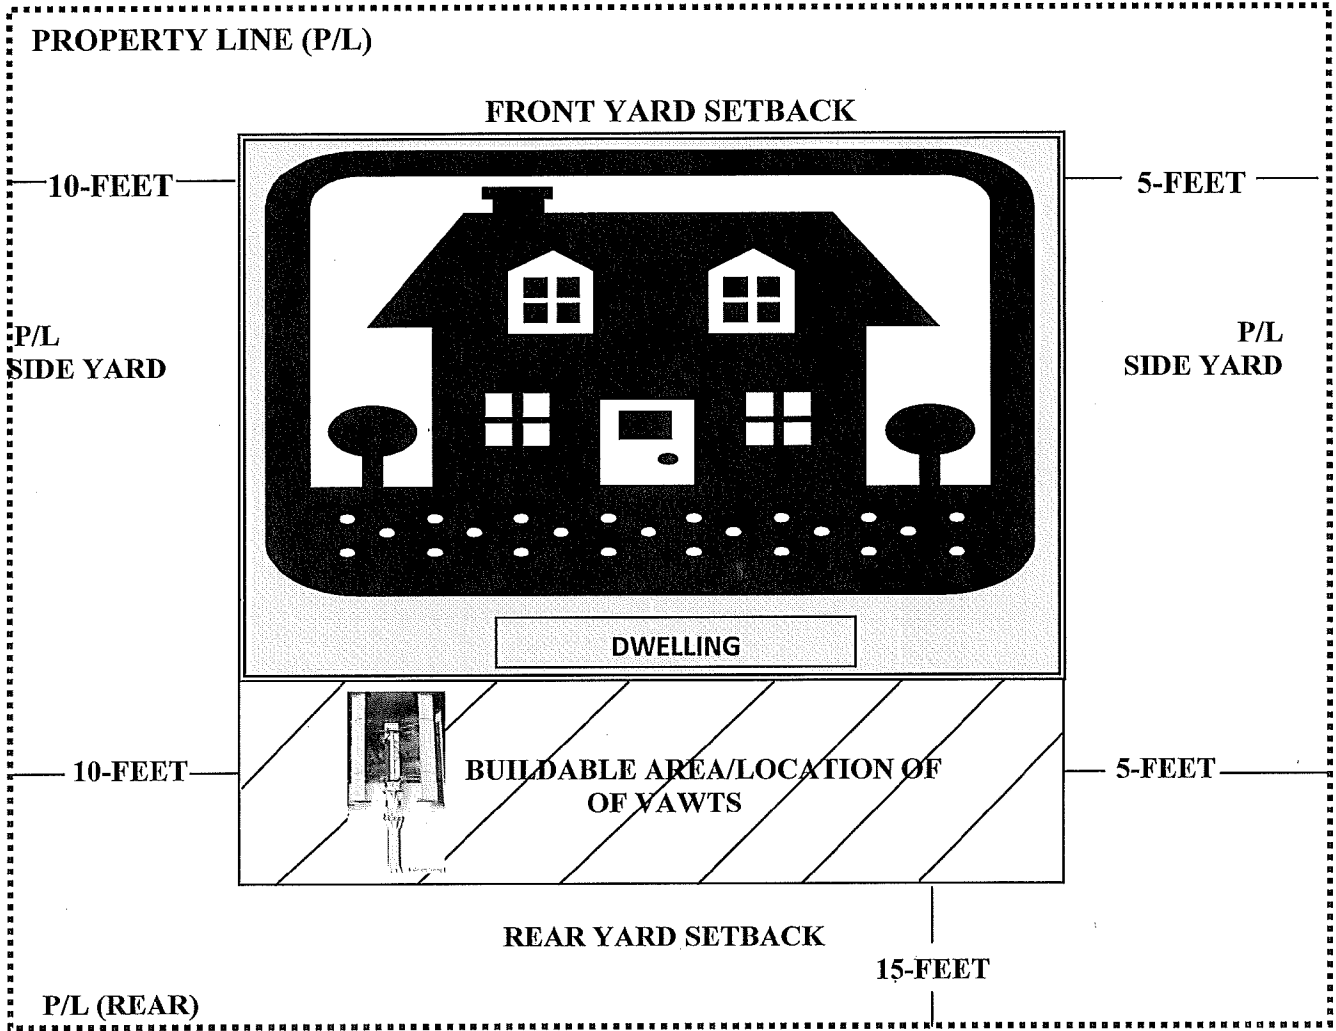 PROPERTY LINE (P/L)
FRONT YARD SETBACK
10-FEET
5-FEET
P/L
SIDE YARD
P/L
SIDE YARD
DWELLING
10-FEET
BUILDABLE AREA/LOCATION OF
OF VAWTS
5-FEET
REAR YARD SETBACK
15-FEET
P/L (REAR)